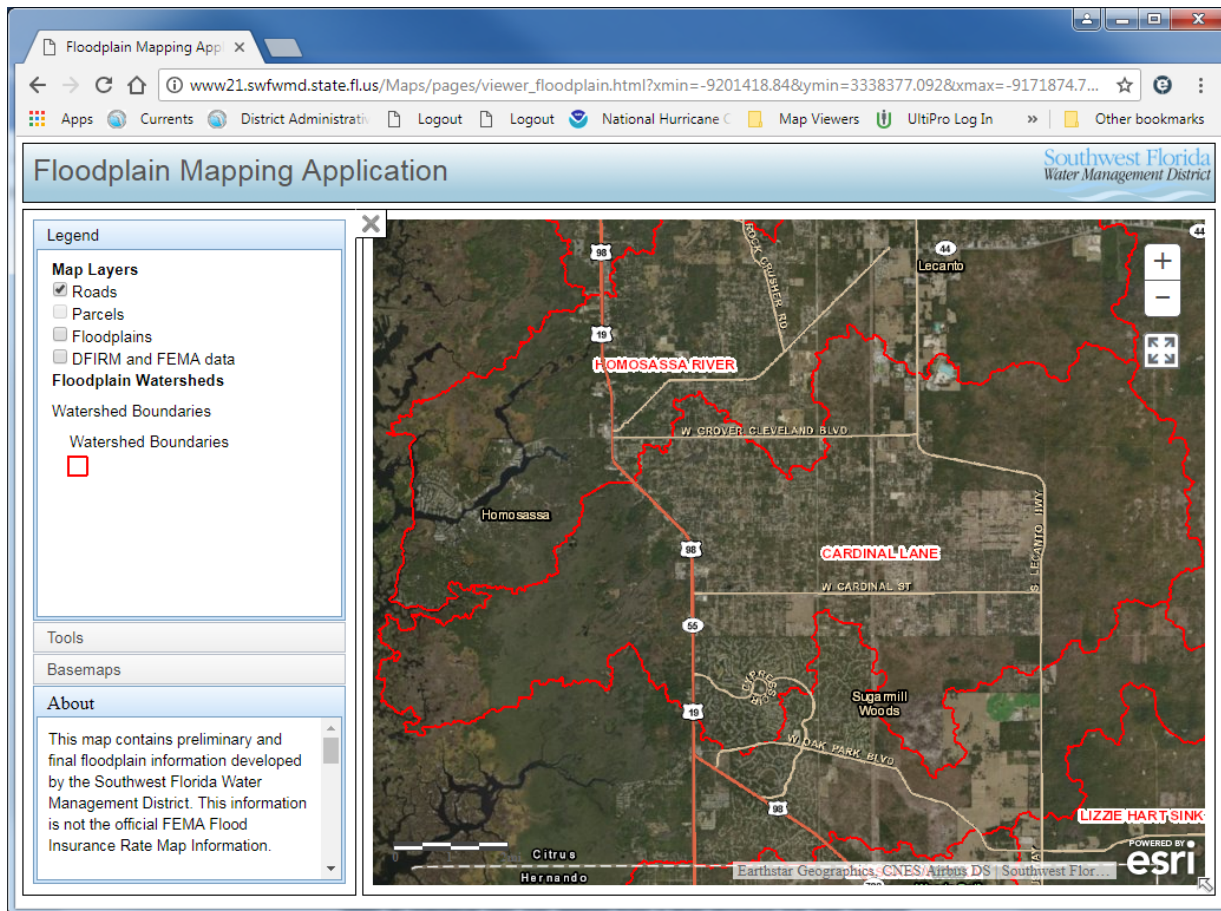 Floodplain Mapping Appl
www21.swfwmd.state.fl.us/Maps/pages/viewer_floodplain.html?xmin=-9201418.84&ymin=3338377.092&xmax=-9171874.7...
Apps Currents District Administrativ Logout Logout National Hurricane C Map Viewers UltiPro Log In » Other bookmarks
Floodplain Mapping Application
Southwest Florida
Water Management District
Legend
Map Layers
Roads
Parcels
Floodplains
DFIRM and FEMA data
Floodplain Watersheds
Watershed Boundaries
Watershed Boundaries
Tools
Basemaps
About
This map contains preliminary and
final floodplain information developed
by the Southwest Florida Water
Management District. This information
is not the official FEMA Flood
Insurance Rate Map Information.
98
ROCK CRUSHER RD
44
44
Lecanto
+
−
19
HOMOSASSA RIVER
W GROVER CLEVELAND BLVD
Homosassa
98
CARDINAL LANE
S LECANTO HWY
W CARDINAL ST
55
CYPRESS
Sugarmill
Woods
19
W OAK PARK BLVD
98
LIZZIE HART SINK
Citrus
Hernando
POWERED BY
esri
Earthstar Geographics, CNES/Airbus DS | Southwest Flor...